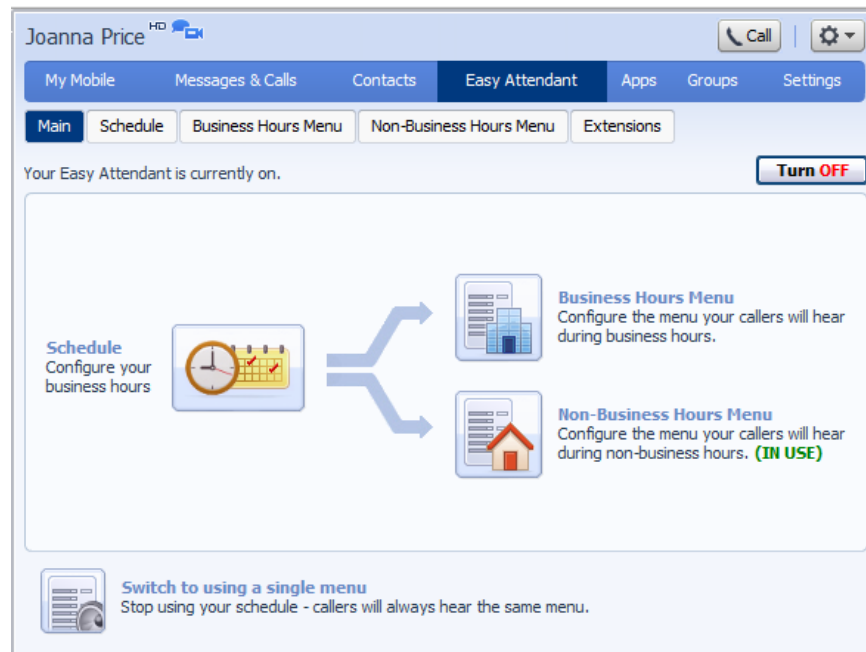 Joanna Price HD
Call
My Mobile Messages & Calls Contacts Easy Attendant Apps Groups Settings
Main Schedule Business Hours Menu Non-Business Hours Menu Extensions
Your Easy Attendant is currently on.
Turn OFF
Schedule
Configure your
business hours
Business Hours Menu
Configure the menu your callers will hear
during business hours.
Non-Business Hours Menu
Configure the menu your callers will hear
during non-business hours. (IN USE)
Switch to using a single menu
Stop using your schedule - callers will always hear the same menu.